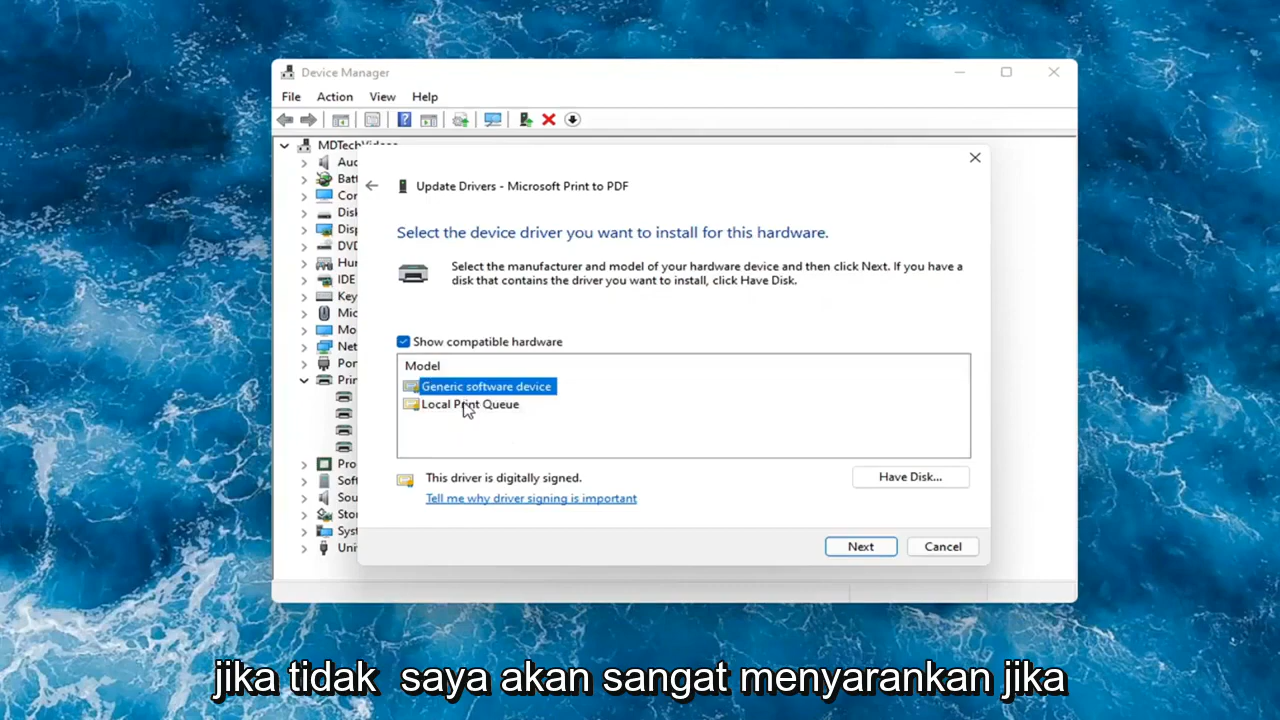 Device Manager
File Action View Help
Update Drivers - Microsoft Print to PDF
Select the device driver you want to install for this hardware.
Select the manufacturer and model of your hardware device and then click Next. If you have a
disk that contains the driver you want to install, click Have Disk.
Show compatible hardware
Model
Generic software device
Local Print Queue
This driver is digitally signed.
Have Disk...
Tell me why driver signing is important
Next Cancel
jika tidak saya akan sangat menyarankan jika